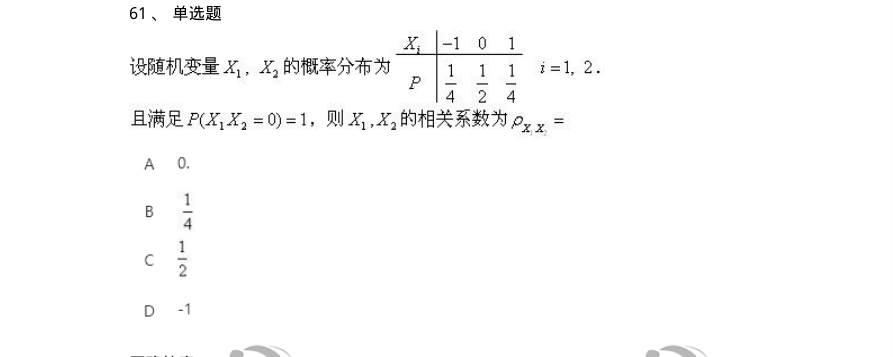 61、 单选题
设随机变量 X₁, X₂ 的概率分布为 Xᵢ | -1 0 1
P | 1/4 1/2 1/4 i = 1, 2.
且满足 P(X₁X₂ = 0) = 1, 则 X₁, X₂ 的相关系数为 ρ_{X₁X₂} =
A 0.
B 1/4
C 1/2
D -1